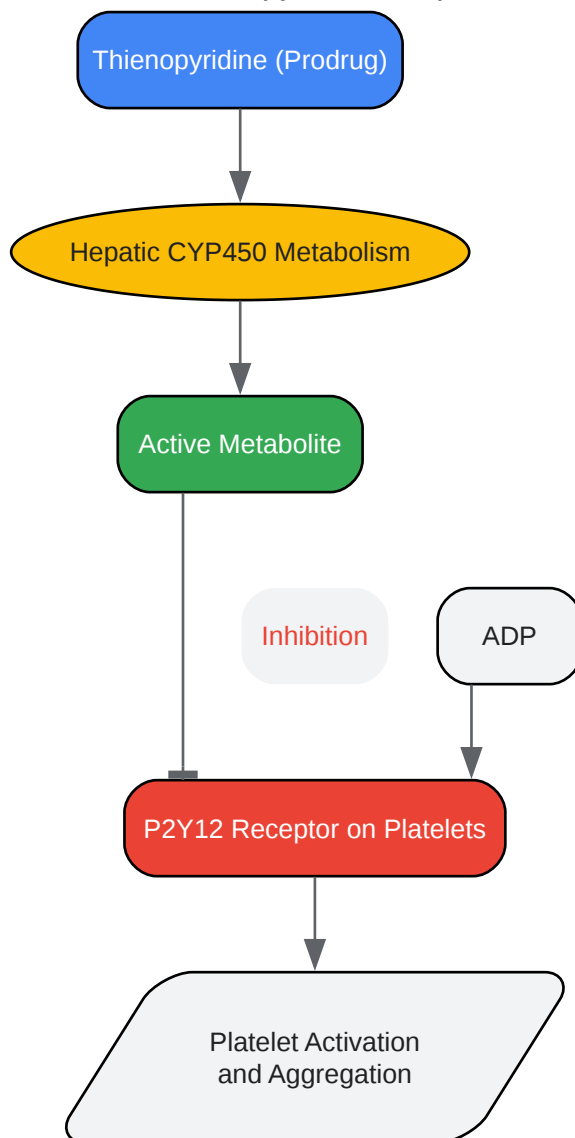 Thienopyridine (Prodrug)
Hepatic CYP450 Metabolism
Active Metabolite
Inhibition
ADP
P2Y12 Receptor on Platelets
Platelet Activation
and Aggregation